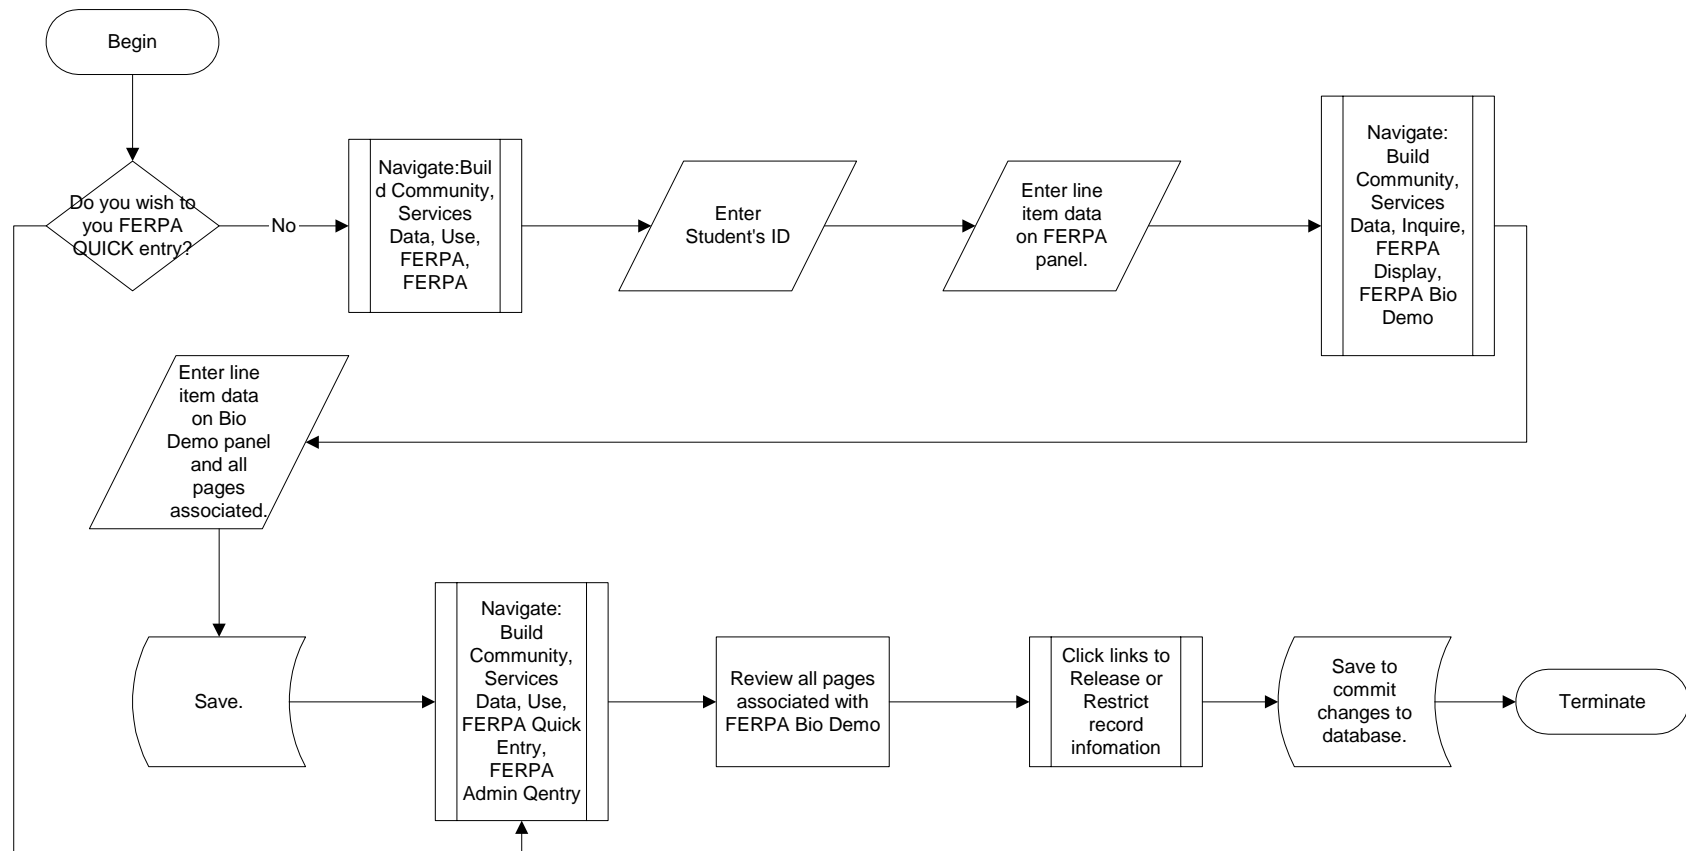 Begin
Do you wish to
you FERPA
QUICK entry?
No
Navigate:Buil
d Community,
Services
Data, Use,
FERPA,
FERPA
Enter
Student's ID
Enter line
item data
on FERPA
panel.
Navigate:
Build
Community,
Services
Data, Inquire,
FERPA
Display,
FERPA Bio
Demo
Enter line
item data
on Bio
Demo panel
and all
pages
associated.
Save.
Navigate:
Build
Community,
Services
Data, Use,
FERPA Quick
Entry,
FERPA
Admin Qentry
Review all pages
associated with
FERPA Bio Demo
Click links to
Release or
Restrict
record
infomation
Save to
commit
changes to
database.
Terminate